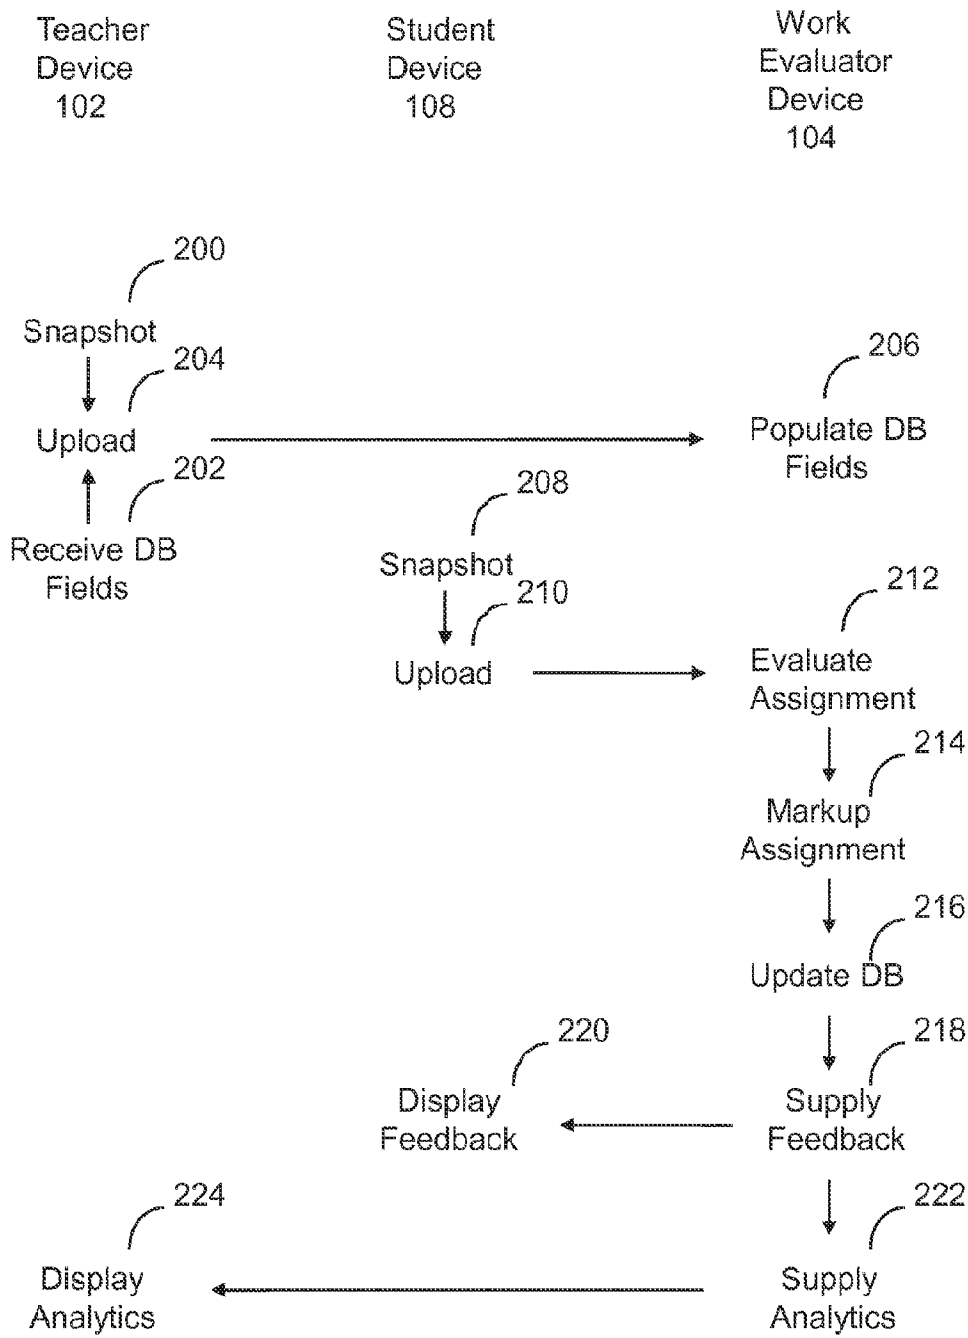 Teacher
Device
102
Student
Device
108
Work
Evaluator
Device
104
200
Snapshot
204
Upload
202
Receive DB
Fields
206
Populate DB
Fields
208
Snapshot
210
Upload
212
Evaluate
Assignment
214
Markup
Assignment
216
Update DB
218
Supply
Feedback
220
Display
Feedback
222
Supply
Analytics
224
Display
Analytics